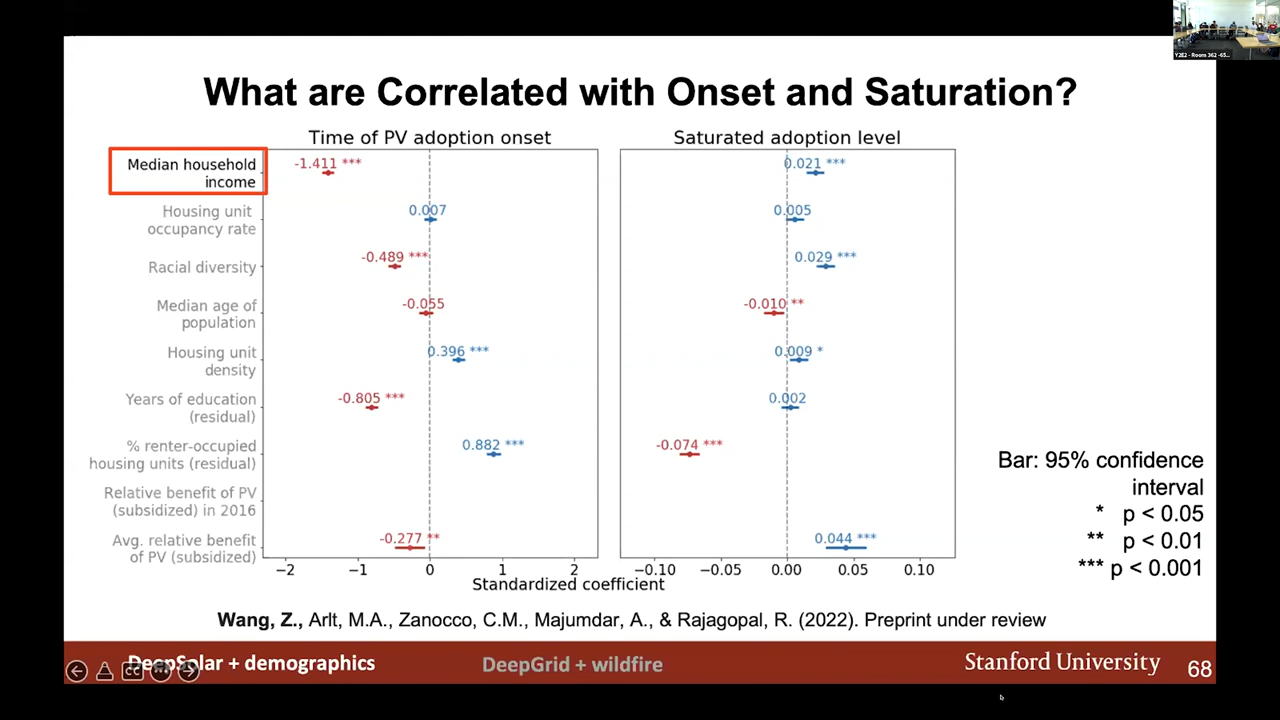 Y2E2 - Room 362 -65...
What are Correlated with Onset and Saturation?
Time of PV adoption onset
Saturated adoption level
Median household
income
-1.411 ***
0.021 ***
Housing unit
occupancy rate
0.007
0.005
Racial diversity
-0.489 ***
0.029 ***
Median age of
population
-0.055
-0.010 **
Housing unit
density
0.396 ***
0.009 *
Years of education
(residual)
-0.805 ***
0.002
% renter-occupied
housing units (residual)
0.882 ***
-0.074 ***
Relative benefit of PV
(subsidized) in 2016
Avg. relative benefit
of PV (subsidized)
-0.277 **
0.044 ***
−2 −1 0 1 2
−0.10 −0.05 0.00 0.05 0.10
Standardized coefficient
Bar: 95% confidence
interval
* p < 0.05
** p < 0.01
*** p < 0.001
Wang, Z., Arlt, M.A., Zanocco, C.M., Majumdar, A., & Rajagopal, R. (2022). Preprint under review
DeepSolar + demographics
DeepGrid + wildfire
Stanford University
68
CC